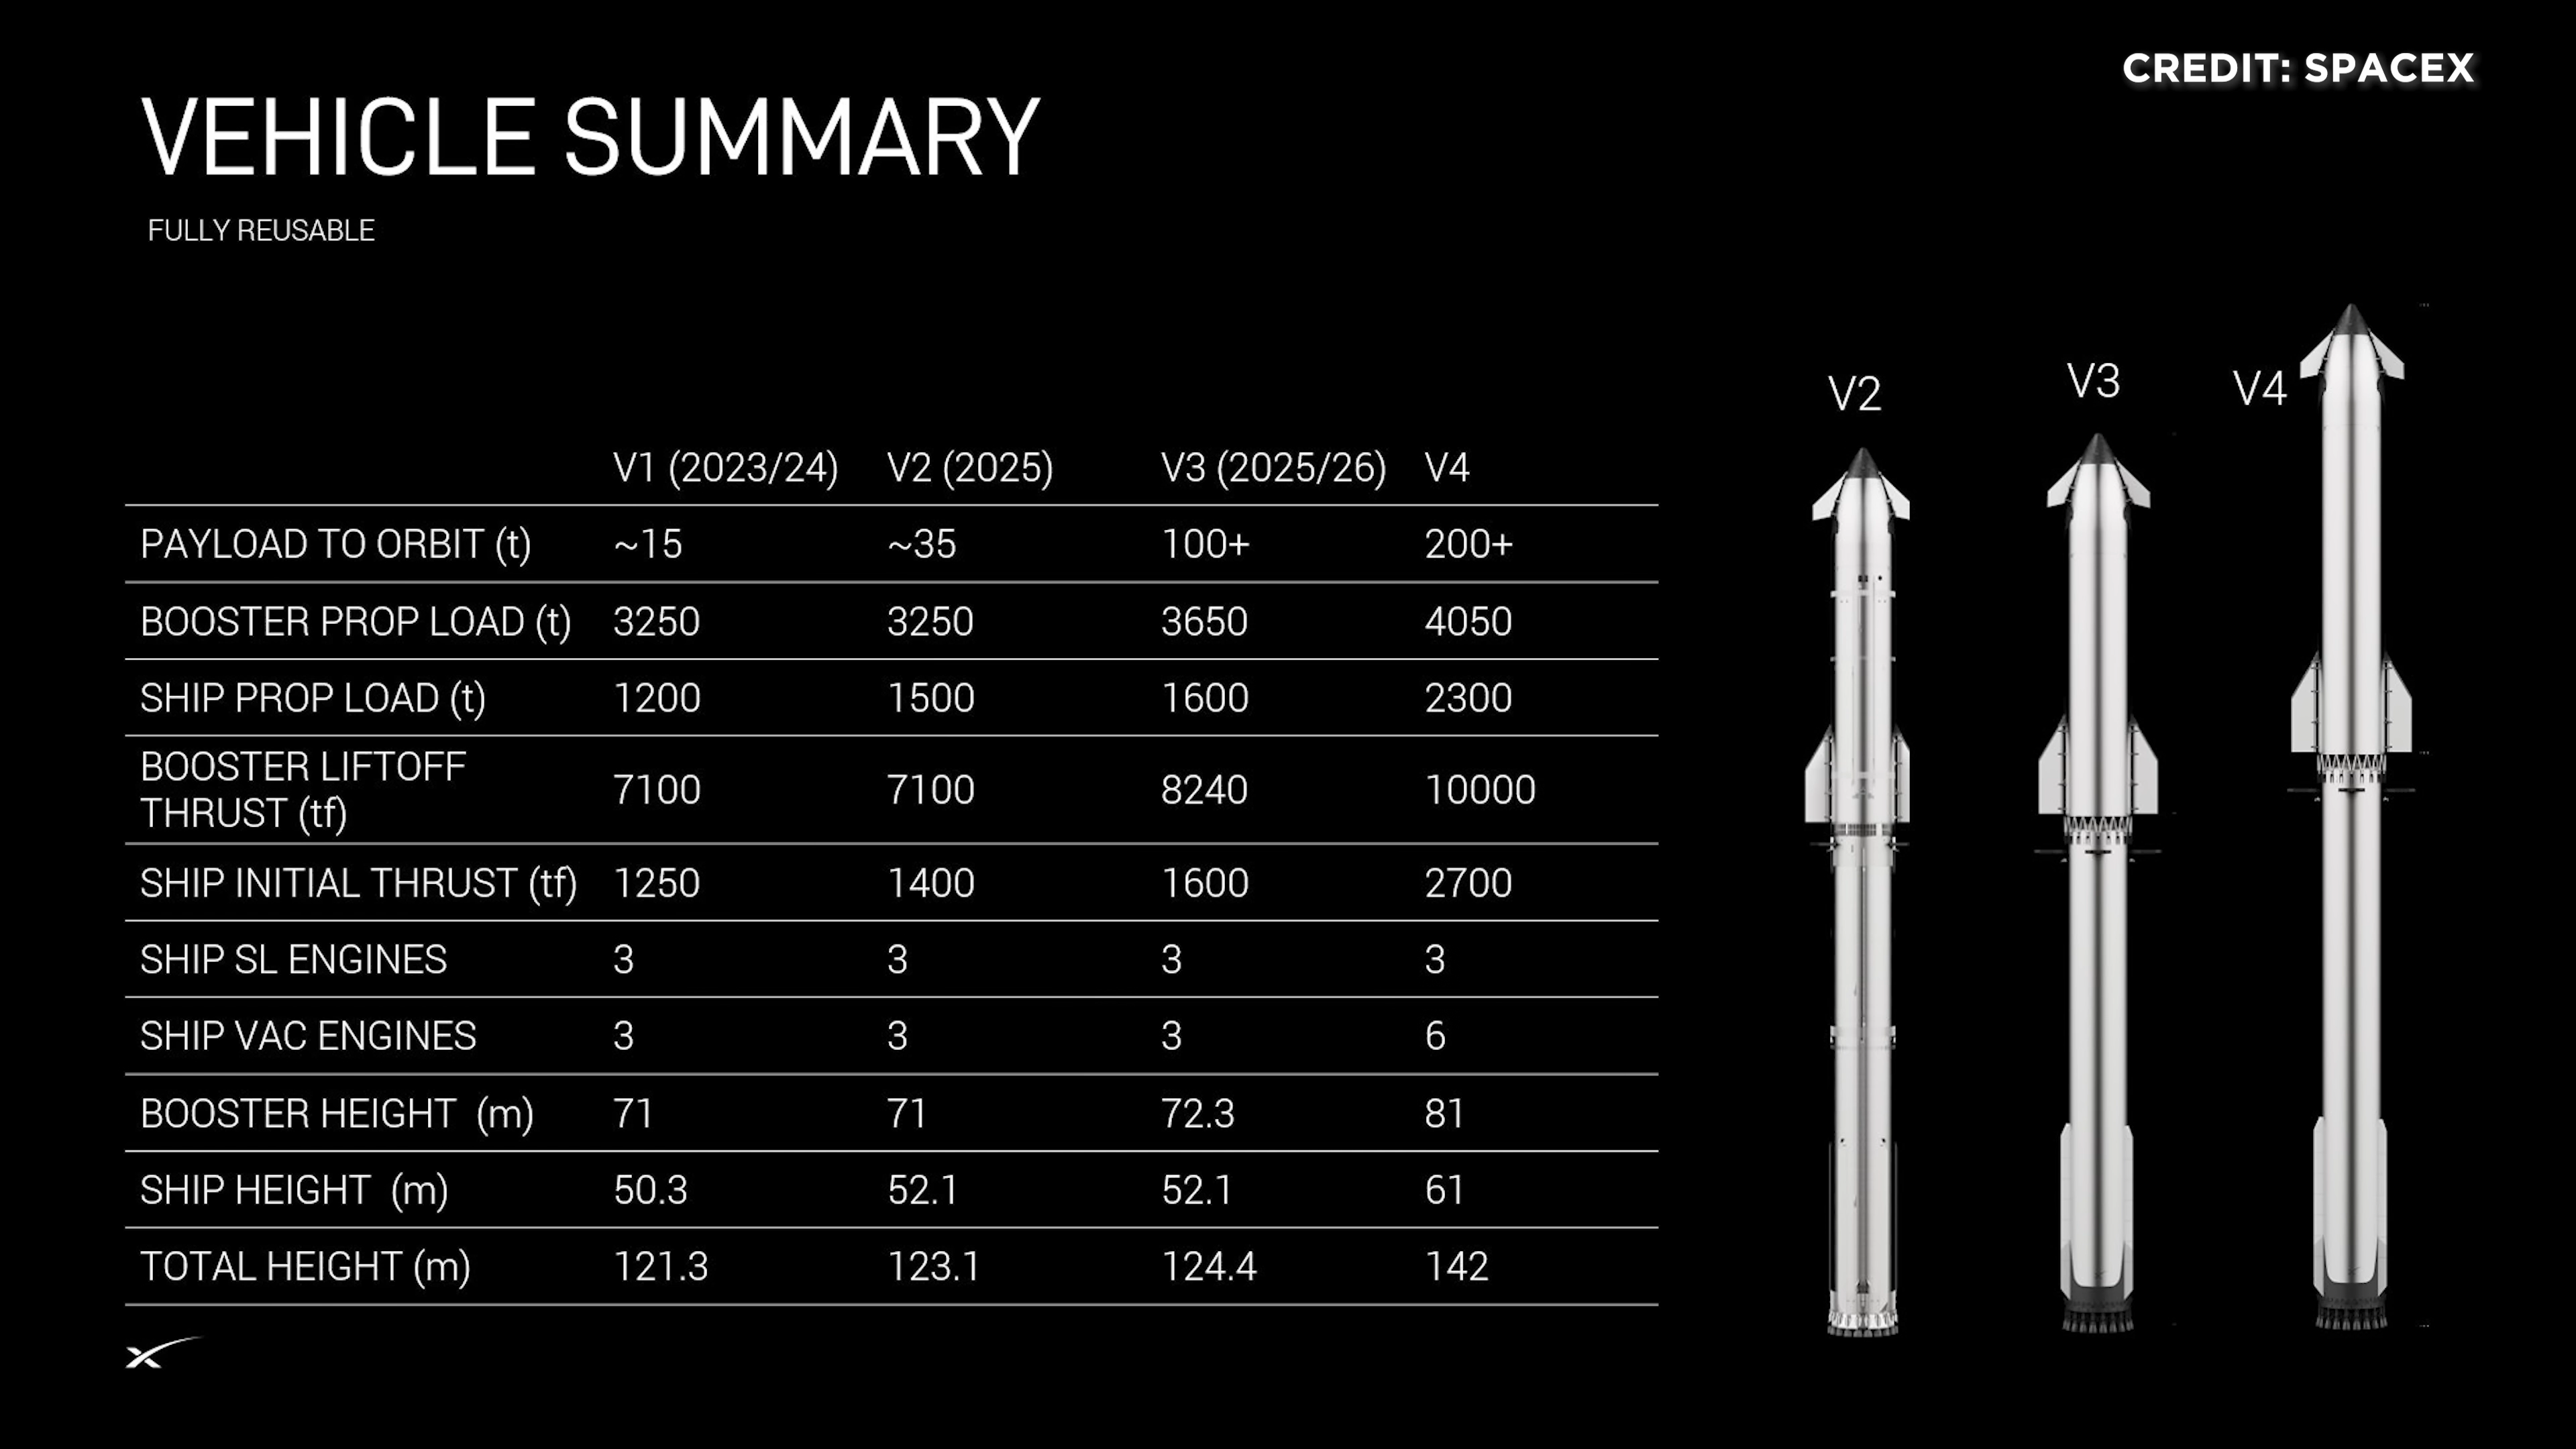 CREDIT: SPACEX
VEHICLE SUMMARY
FULLY REUSABLE
V1 (2023/24) V2 (2025) V3 (2025/26) V4
PAYLOAD TO ORBIT (t) ~15 ~35 100+ 200+
BOOSTER PROP LOAD (t) 3250 3250 3650 4050
SHIP PROP LOAD (t) 1200 1500 1600 2300
BOOSTER LIFTOFF
THRUST (tf) 7100 7100 8240 10000
SHIP INITIAL THRUST (tf) 1250 1400 1600 2700
SHIP SL ENGINES 3 3 3 3
SHIP VAC ENGINES 3 3 3 6
BOOSTER HEIGHT (m) 71 71 72.3 81
SHIP HEIGHT (m) 50.3 52.1 52.1 61
TOTAL HEIGHT (m) 121.3 123.1 124.4 142
V2
V3
V4